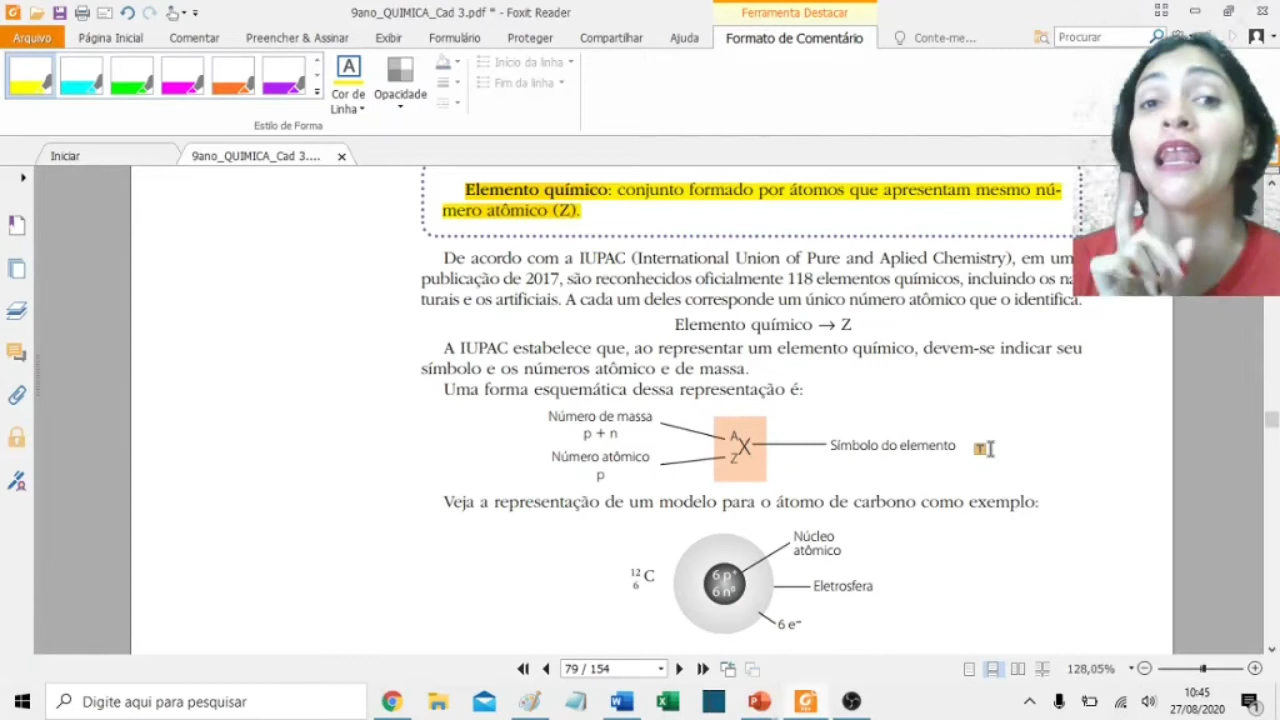 9ano_QUIMICA_Cad 3.pdf * - Foxit Reader
Ferramenta Destacar
Arquivo Página Inicial Comentar Preencher & Assinar Exibir Formulário Proteger Compartilhar Ajuda Formato de Comentário Conte-me... Procurar
Cor de Linha
Opacidade
Início da linha
Fim da linha
Estilo de Forma
Iniciar
9ano_QUIMICA_Cad 3....
Elemento químico: conjunto formado por átomos que apresentam mesmo nú-
mero atômico (Z).
De acordo com a IUPAC (International Union of Pure and Aplied Chemistry), em um
publicação de 2017, são reconhecidos oficialmente 118 elementos químicos, incluindo os na
turais e os artificiais. A cada um deles corresponde um único número atômico que o identifica.
Elemento químico → Z
A IUPAC estabelece que, ao representar um elemento químico, devem-se indicar seu
símbolo e os números atômico e de massa.
Uma forma esquemática dessa representação é:
Número de massa
p + n
Número atômico
p
A
X
Z
Símbolo do elemento
T
Veja a representação de um modelo para o átomo de carbono como exemplo:
Núcleo
atômico
12
6 C
6 p⁺
6 n⁰
Eletrosfera
6 e⁻
79 / 154
128,05%
Digite aqui para pesquisar
10:45
27/08/2020